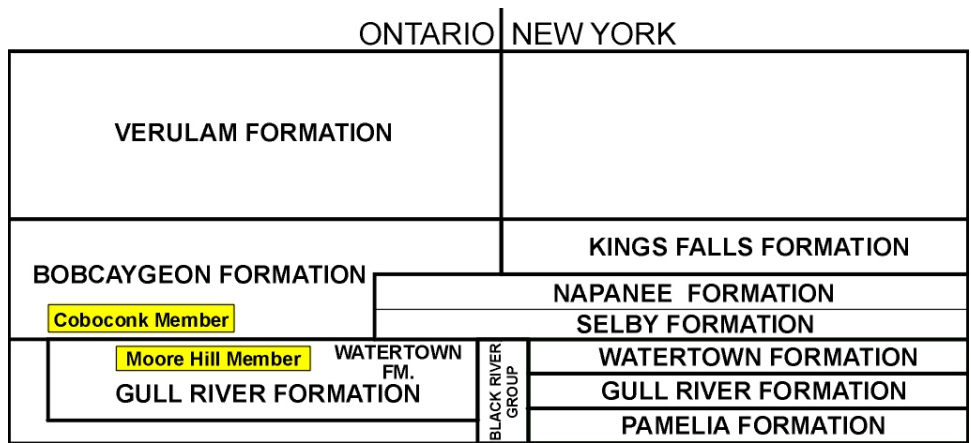 ONTARIO NEW YORK
VERULAM FORMATION
KINGS FALLS FORMATION
BOBCAYGEON FORMATION
NAPANEE FORMATION
Coboconk Member
SELBY FORMATION
Moore Hill Member
WATERTOWN
FM.
GULL RIVER FORMATION
BLACK RIVER
GROUP
WATERTOWN FORMATION
GULL RIVER FORMATION
PAMELIA FORMATION